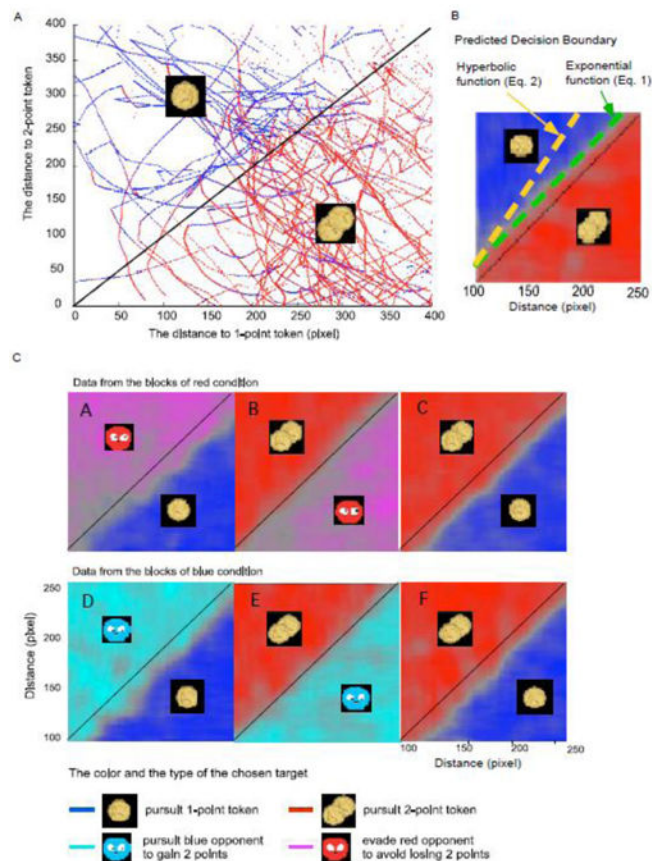 A
400
350
300
250
200
150
100
50
0
The distance to 2-point token
0 50 100 150 200 250 300 350 400
The distance to 1-point token (pixel)
B
Predicted Decision Boundary
Hyperbolic
function (Eq. 2)
Exponential
function (Eq. 1)
100 150 200 250
Distance (pixel)
C
Data from the blocks of red condition
A
B
C
Data from the blocks of blue condition
D
E
F
250
200
150
100
Distance (pixel)
100 150 200 250
Distance (pixel)
The color and the type of the chosen target
pursuit 1-point token
pursuit 2-point token
pursuit blue opponent
to gain 2 points
evade red opponent
to avoid losing 2 points